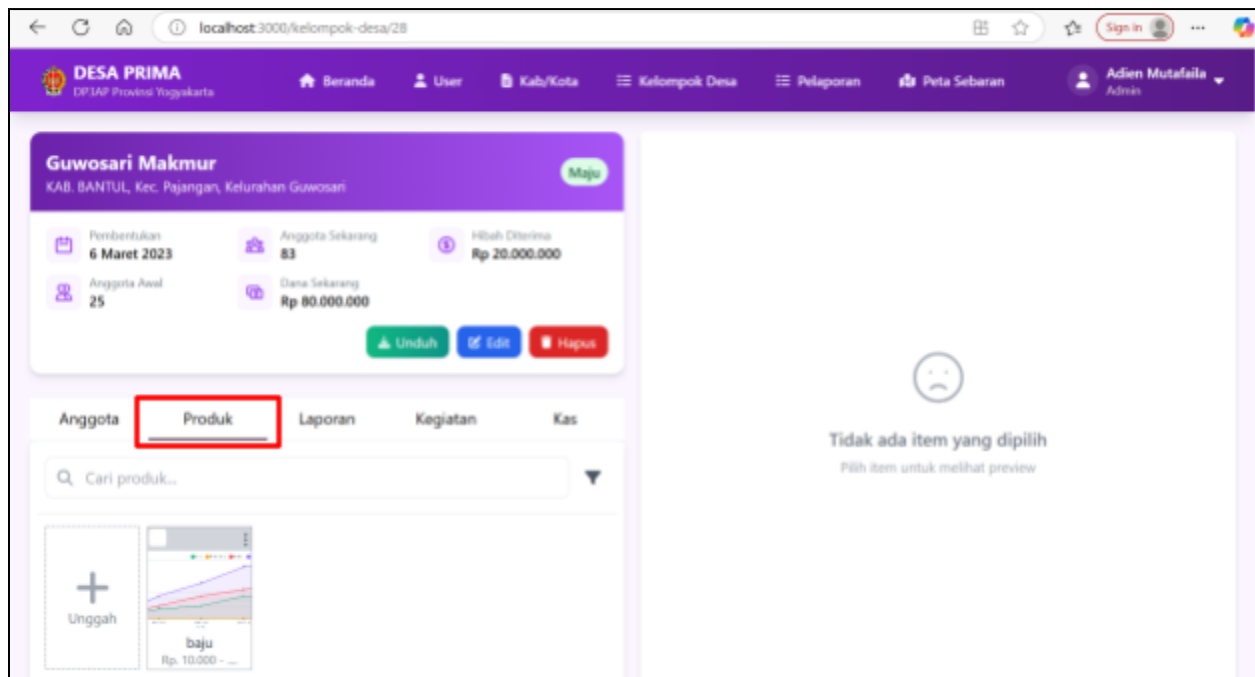 localhost:3000/kelompok-desa/28
Sign in
DESA PRIMA
DP3AP Provinsi Yogyakarta
Beranda
User
Kab/Kota
Kelompok Desa
Pelaporan
Peta Sebaran
Adien Mutafaila
Admin
Guwosari Makmur
KAB. BANTUL, Kec. Pajangan, Kelurahan Guwosari
Maju
Pembentukan
6 Maret 2023
Anggota Sekarang
83
Hibah Diterima
Rp 20.000.000
Anggota Awal
25
Dana Sekarang
Rp 80.000.000
Unduh
Edit
Hapus
Anggota
Produk
Laporan
Kegiatan
Kas
Cari produk...
Unggah
baju
Rp. 10.000 - ...
Tidak ada item yang dipilih
Pilih item untuk melihat preview